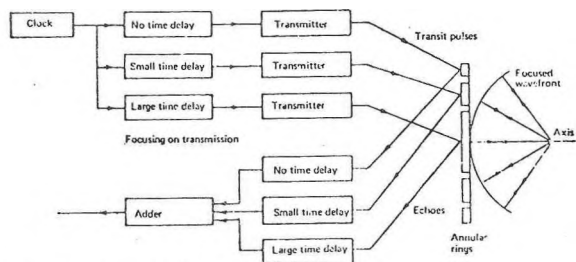 Clock
No time delay
Transmitter
Transit pulses
Small time delay
Transmitter
Focused
wavefront
Large time delay
Transmitter
Axis
Focusing on transmission
No time delay
Adder
Small time delay
Echoes
Large time delay
Annular
rings